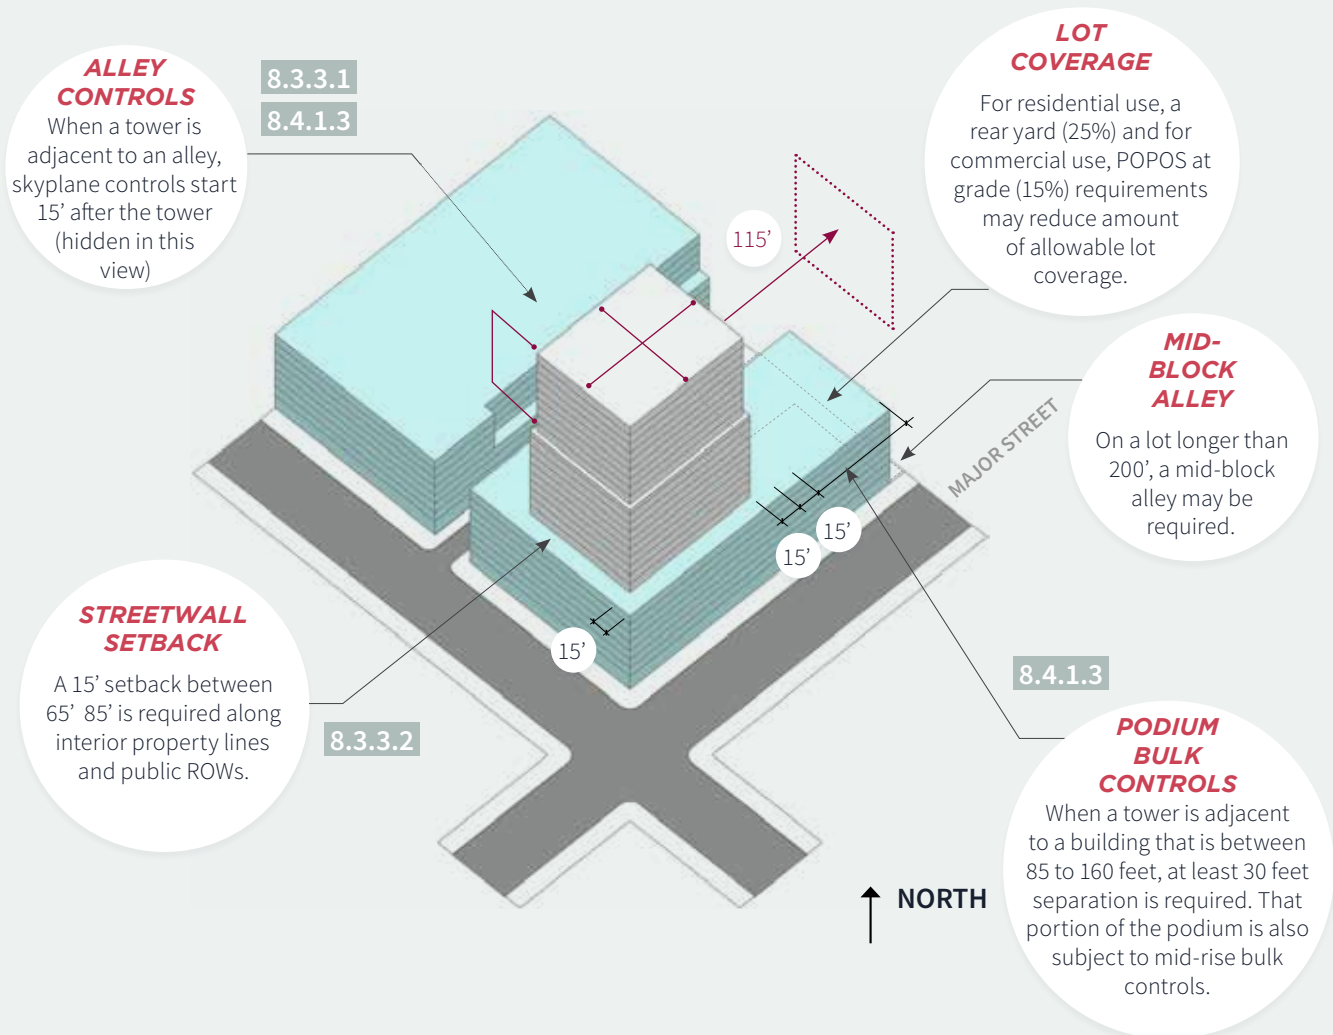 ALLEY
CONTROLS
When a tower is
adjacent to an alley,
skyplane controls start
15’ after the tower
(hidden in this
view)
8.3.3.1
8.4.1.3
LOT
COVERAGE
For residential use, a
rear yard (25%) and for
commercial use, POPOS at
grade (15%) requirements
may reduce amount
of allowable lot
coverage.
115’
MID-
BLOCK
ALLEY
On a lot longer than
200’, a mid-block
alley may be
required.
MAJOR STREET
15’
15’
15’
STREETWALL
SETBACK
A 15’ setback between
65’ 85’ is required along
interior property lines
and public ROWs.
8.3.3.2
8.4.1.3
PODIUM
BULK
CONTROLS
When a tower is adjacent
to a building that is between
85 to 160 feet, at least 30 feet
separation is required. That
portion of the podium is also
subject to mid-rise bulk
controls.
NORTH